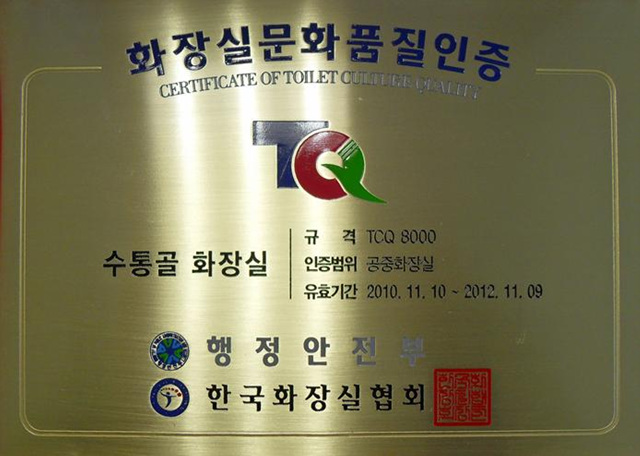 화장실문화품질인증
CERTIFICATE OF TOILET CULTURE QUALITY
TCQ
수통골 화장실
규 격 TCQ 8000
인증범위 공중화장실
유효기간 2010. 11. 10 ~ 2012. 11. 09
행정안전부
한국화장실협회